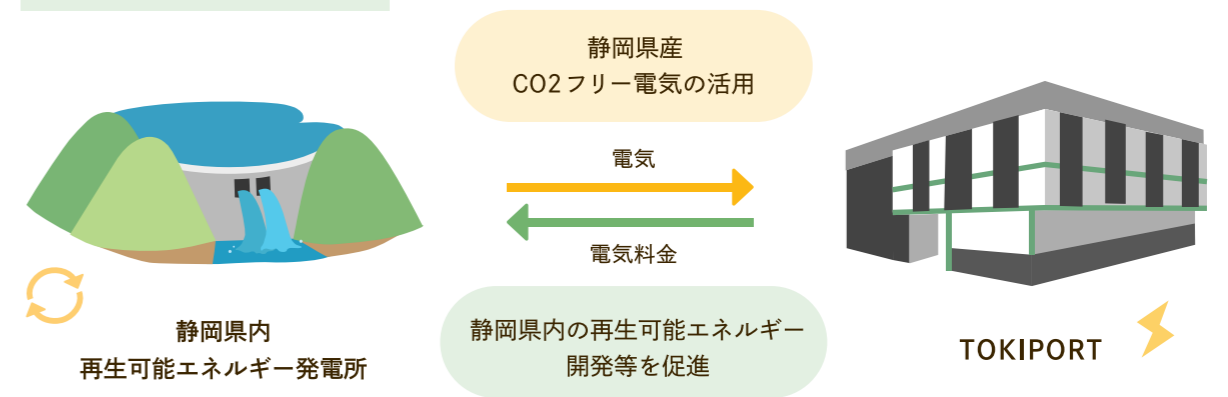 静岡県産
CO2フリー電気の活用
電気
電気料金
静岡県内
再生可能エネルギー発電所
静岡県内の再生可能エネルギー
開発等を促進
TOKIPORT